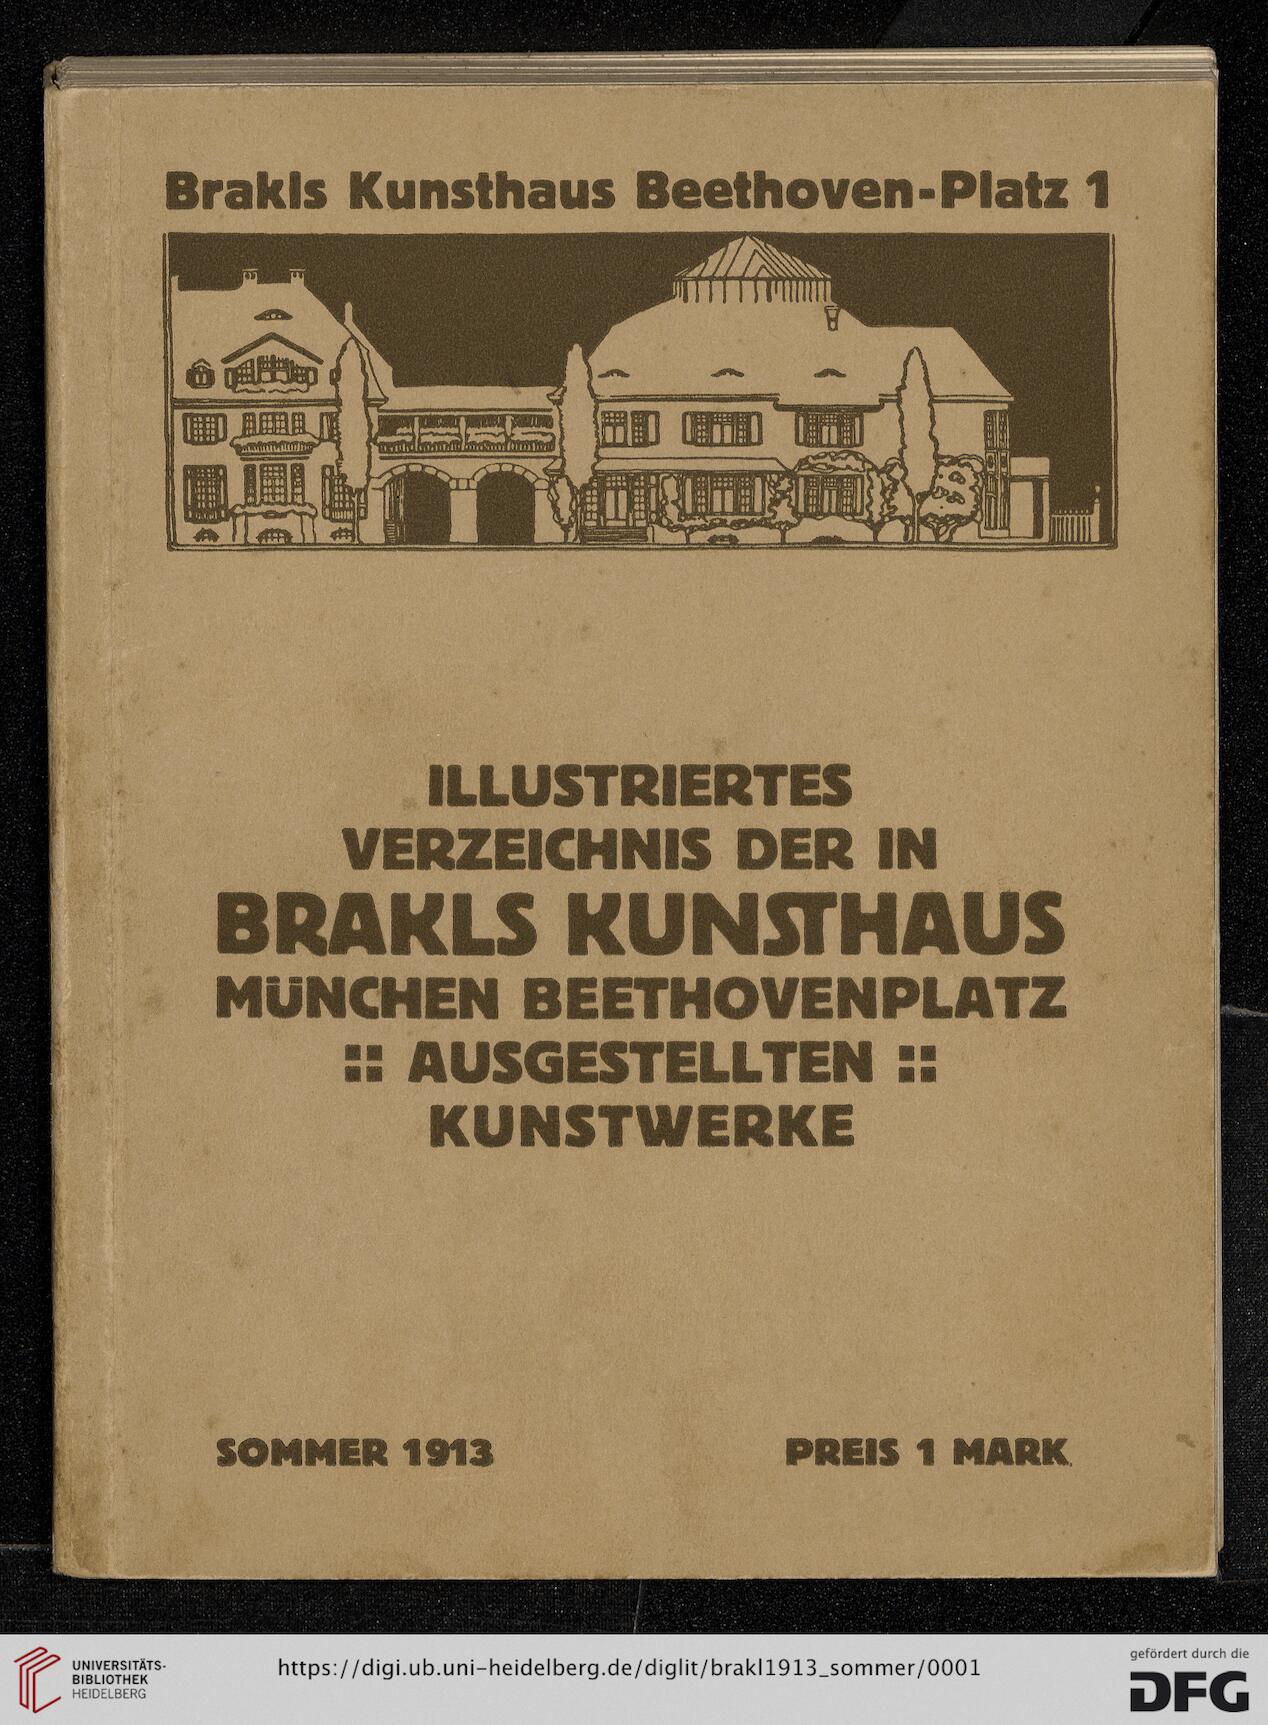 Brakls Kunsthaus Beethoven-Platz 1
ILLUSTRIERTES
VERZEICHNIS DER IN
BRAKLS KUNSTHAUS
MÜNCHEN BEETHOVENPLATZ
:: AUSGESTELLTEN ::
KUNSTWERKE
SOMMER 1913
PREIS 1 MARK.
UNIVERSITÄTS-
BIBLIOTHEK
HEIDELBERG
https://digi.ub.uni-heidelberg.de/diglit/brakl1913_sommer/0001
gefördert durch die
DFG